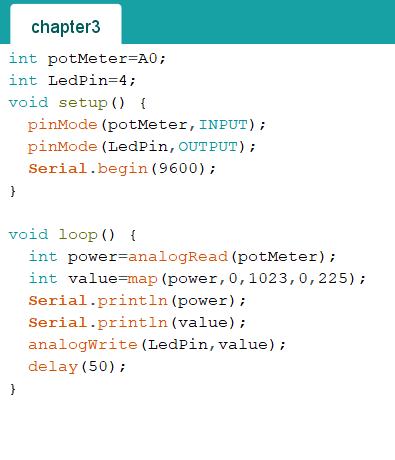 chapter3
int potMeter=A0;
int LedPin=4;
void setup() {
  pinMode(potMeter,INPUT);
  pinMode(LedPin,OUTPUT);
  Serial.begin(9600);
}
void loop() {
  int power=analogRead(potMeter);
  int value=map(power,0,1023,0,225);
  Serial.println(power);
  Serial.println(value);
  analogWrite(LedPin,value);
  delay(50);
}